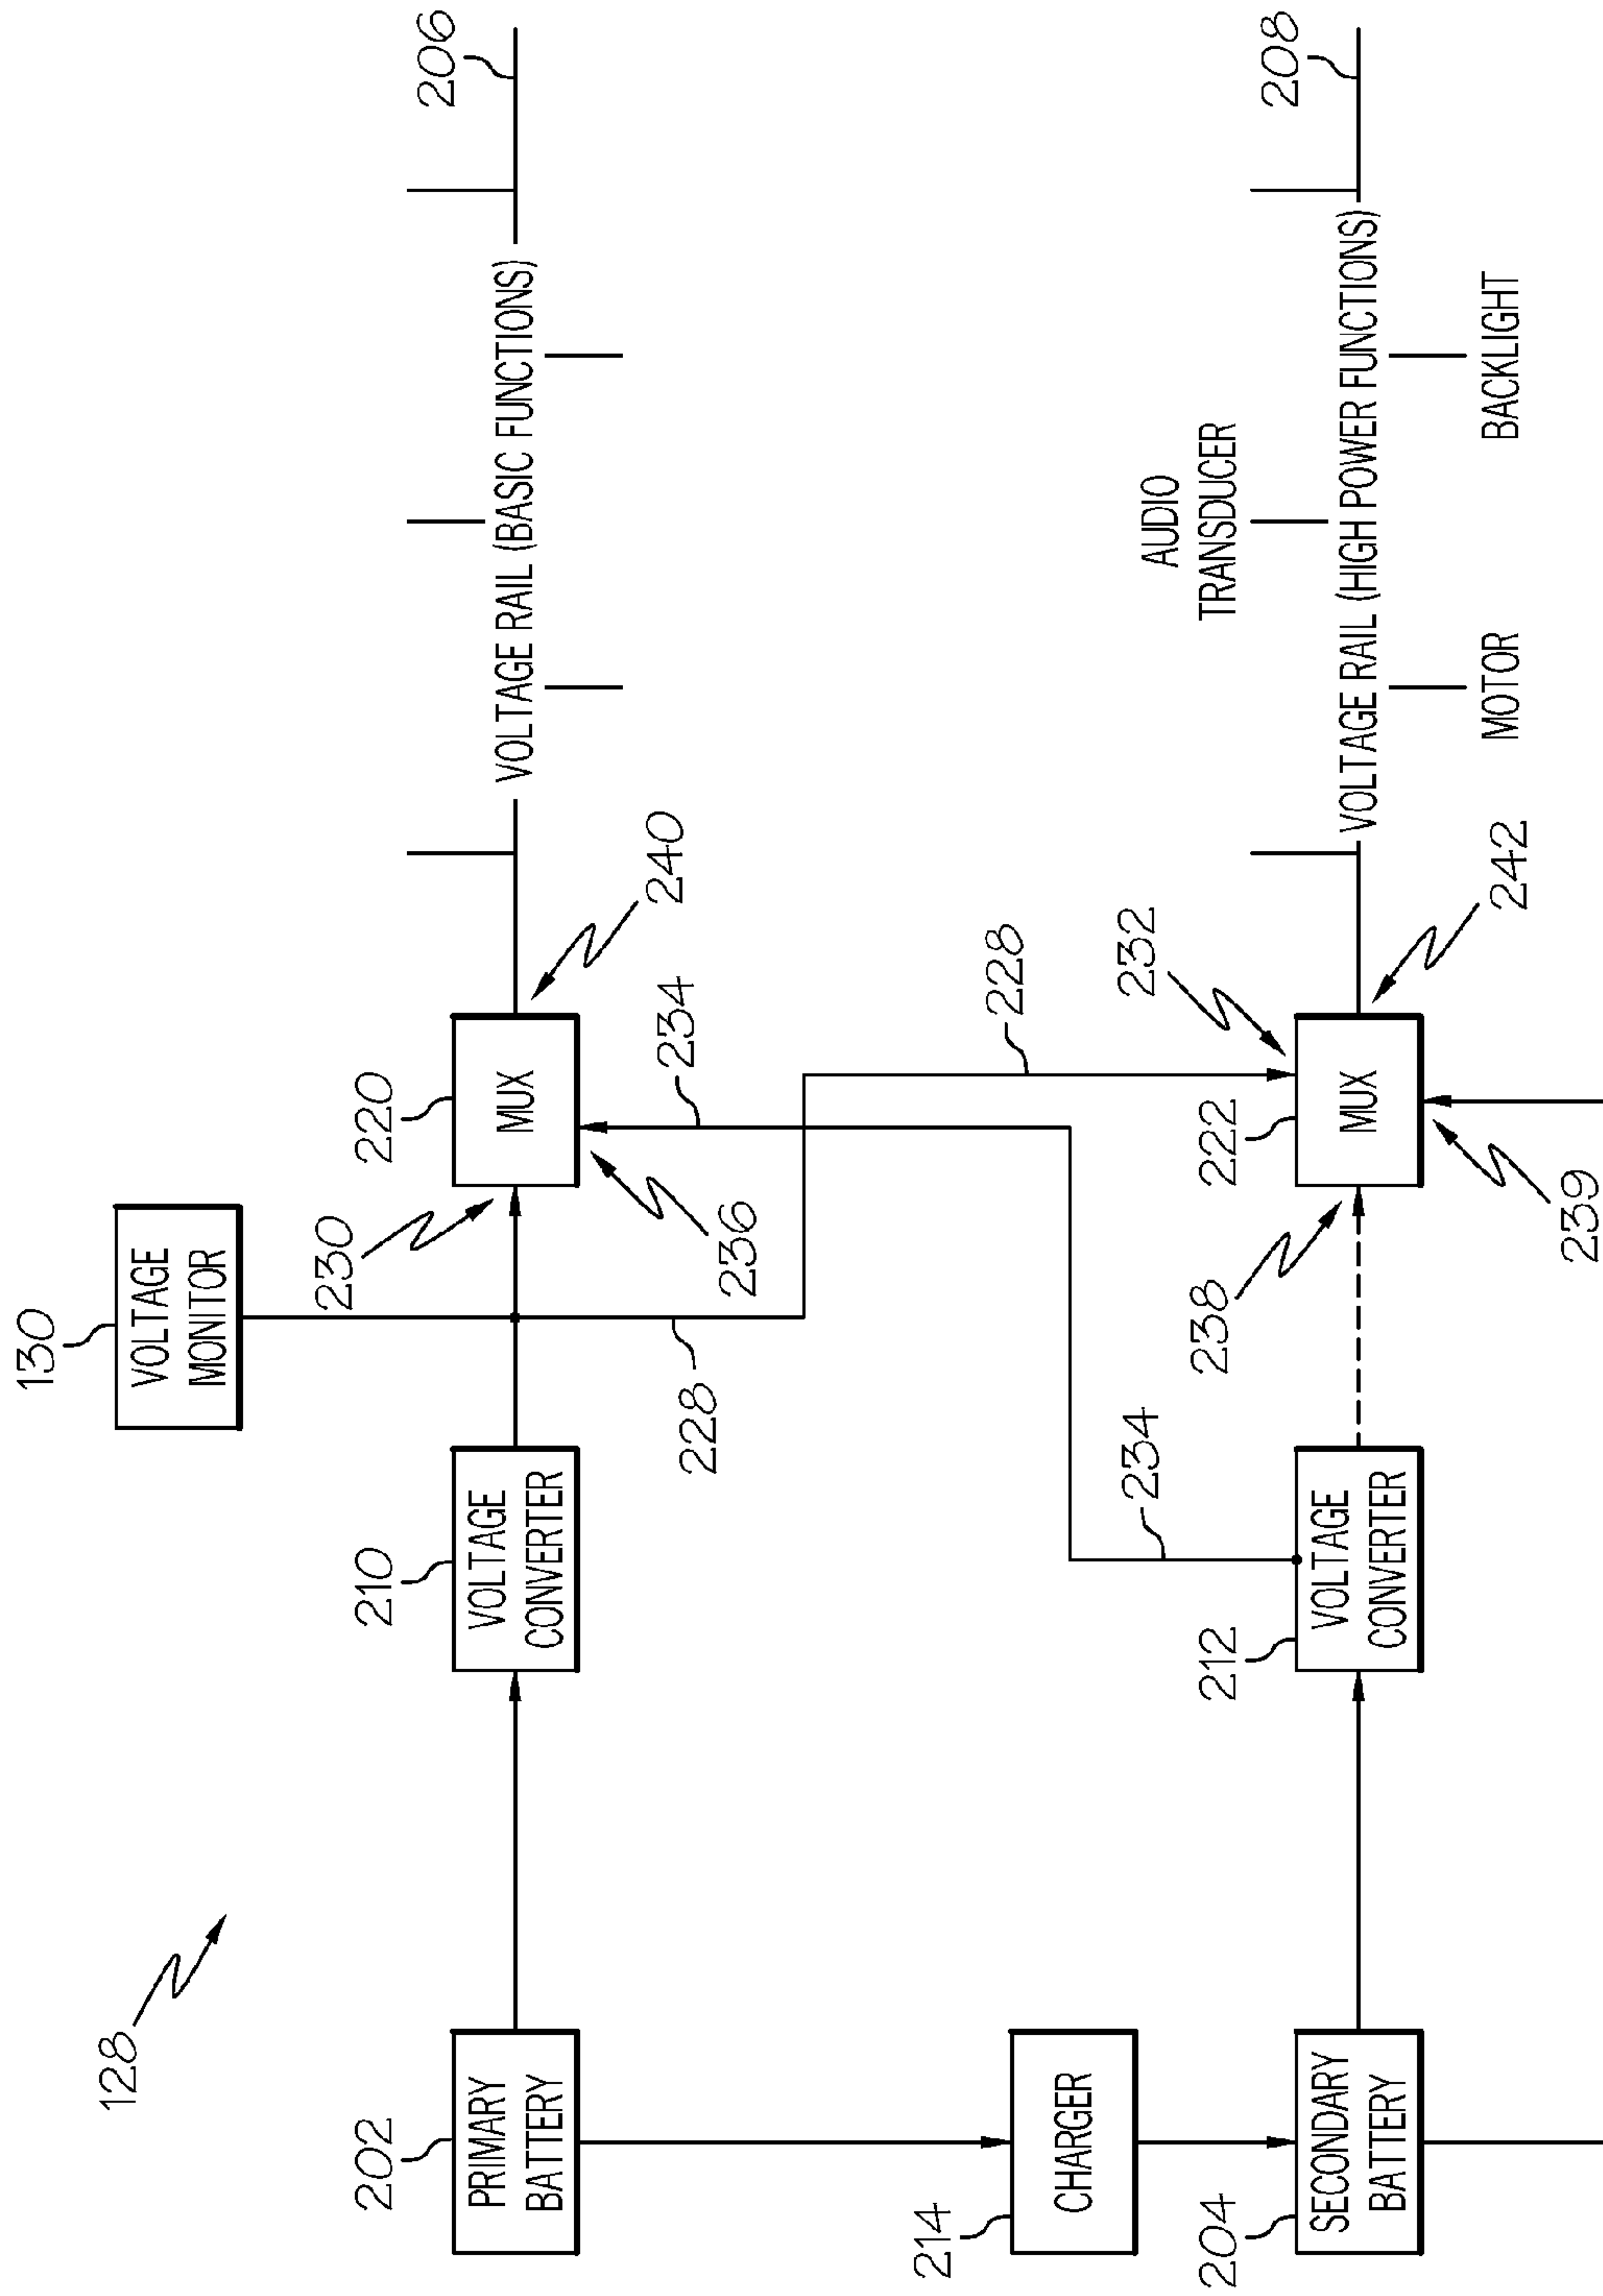 128
130
VOLTAGE
MONITOR
202
PRIMARY
BATTERY
210
VOLTAGE
CONVERTER
230
220
MUX
240
VOLTAGE RAIL (BASIC FUNCTIONS)
206
228
236
234
214
CHARGER
234
228
AUDIO
TRANSDUCER
204
SECONDARY
BATTERY
212
VOLTAGE
CONVERTER
238
222
MUX
232
242
VOLTAGE RAIL (HIGH POWER FUNCTIONS)
208
239
MOTOR
BACKLIGHT